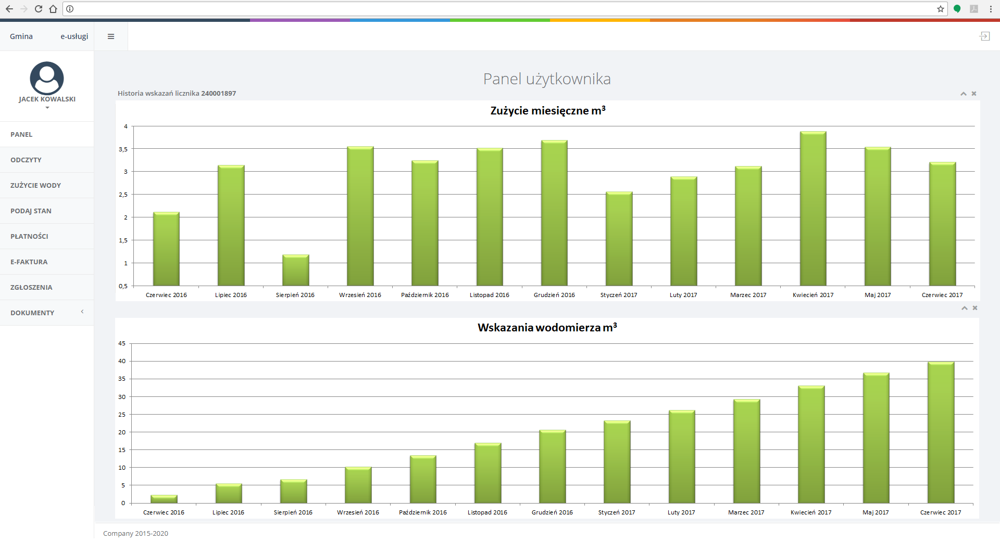 Gmina e-usługi
JACEK KOWALSKI
PANEL
ODCZYTY
ZUŻYCIE WODY
PODAJ STAN
PŁATNOŚCI
E-FAKTURA
ZGŁOSZENIA
DOKUMENTY
Panel użytkownika
Historia wskazań licznika 240001897
Zużycie miesięczne m³
4
3,5
3
2,5
2
1,5
1
0,5
Czerwiec 2016 Lipiec 2016 Sierpień 2016 Wrzesień 2016 Październik 2016 Listopad 2016 Grudzień 2016 Styczeń 2017 Luty 2017 Marzec 2017 Kwiecień 2017 Maj 2017 Czerwiec 2017
Wskazania wodomierza m³
45
40
35
30
25
20
15
10
5
0
Czerwiec 2016 Lipiec 2016 Sierpień 2016 Wrzesień 2016 Październik 2016 Listopad 2016 Grudzień 2016 Styczeń 2017 Luty 2017 Marzec 2017 Kwiecień 2017 Maj 2017 Czerwiec 2017
Company 2015-2020